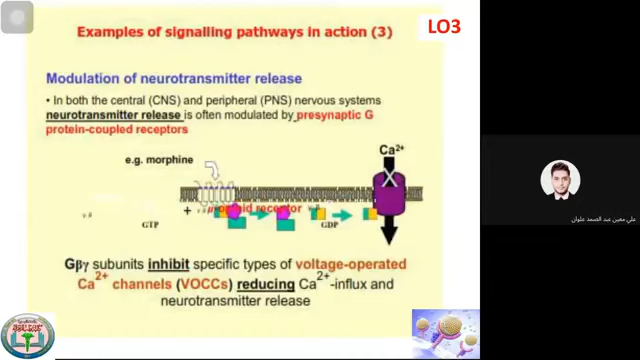 Examples of signalling pathways in action (3)
LO3
Modulation of neurotransmitter release
• In both the central (CNS) and peripheral (PNS) nervous systems
neurotransmitter release is often modulated by presynaptic G
protein-coupled receptors
Ca²⁺
e.g. morphine
+
opioid receptor
GTP
GDP
Gβγ subunits inhibit specific types of voltage-operated
Ca²⁺ channels (VOCCs) reducing Ca²⁺-influx and
neurotransmitter release
علي معين عبد الصمد علوان